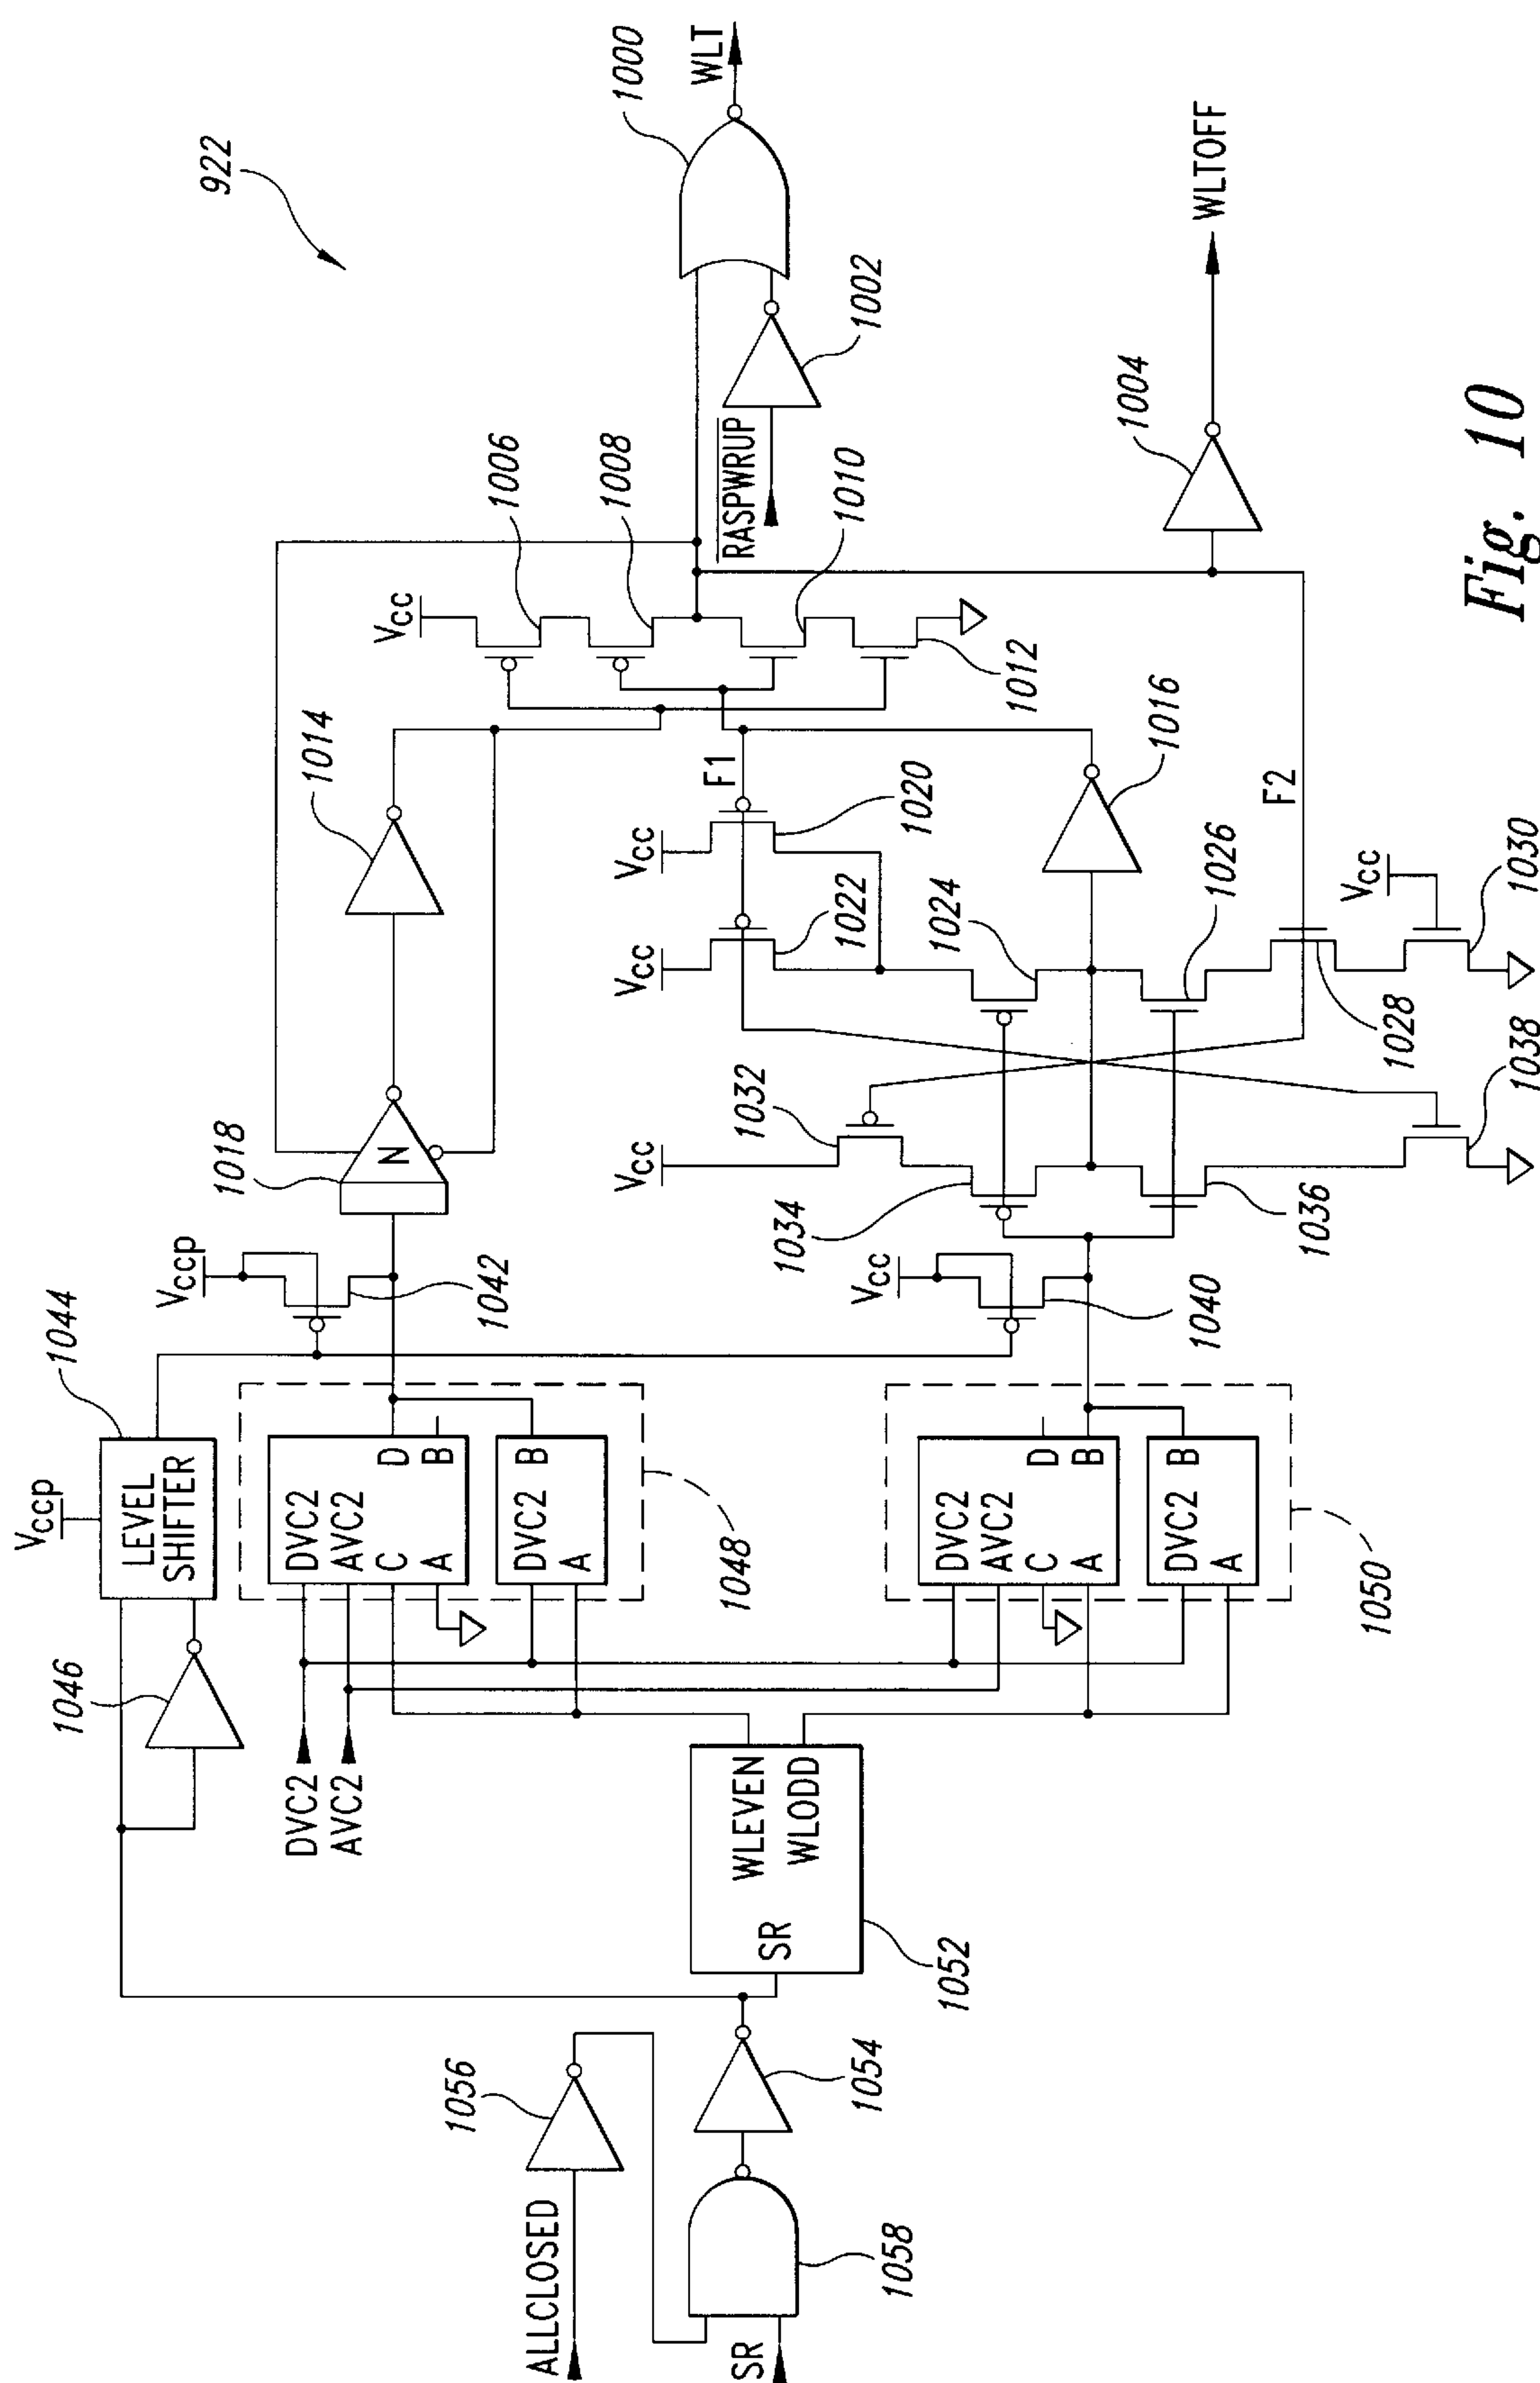 922
1000
WLT
1002
RASPWRUP
1004
WLTOFF
Vcc
1006
1008
1010
1012
1014
1016
1018
N
F1
Vcc
1020
Vcc
1022
1024
1026
F2
Vcc
1028
1030
Vcc
1032
1034
1036
1038
Vccp
1042
Vcc
1040
1044
Vccp
LEVEL
SHIFTER
1046
DVC2
AVC2
C
A
D
B
DVC2
A
B
1048
DVC2
AVC2
C
A
D
B
DVC2
A
B
1050
DVC2
AVC2
WLEVEN
WLODD
SR
1052
1054
1056
ALLCLOSED
SR
1058
Fig. 10